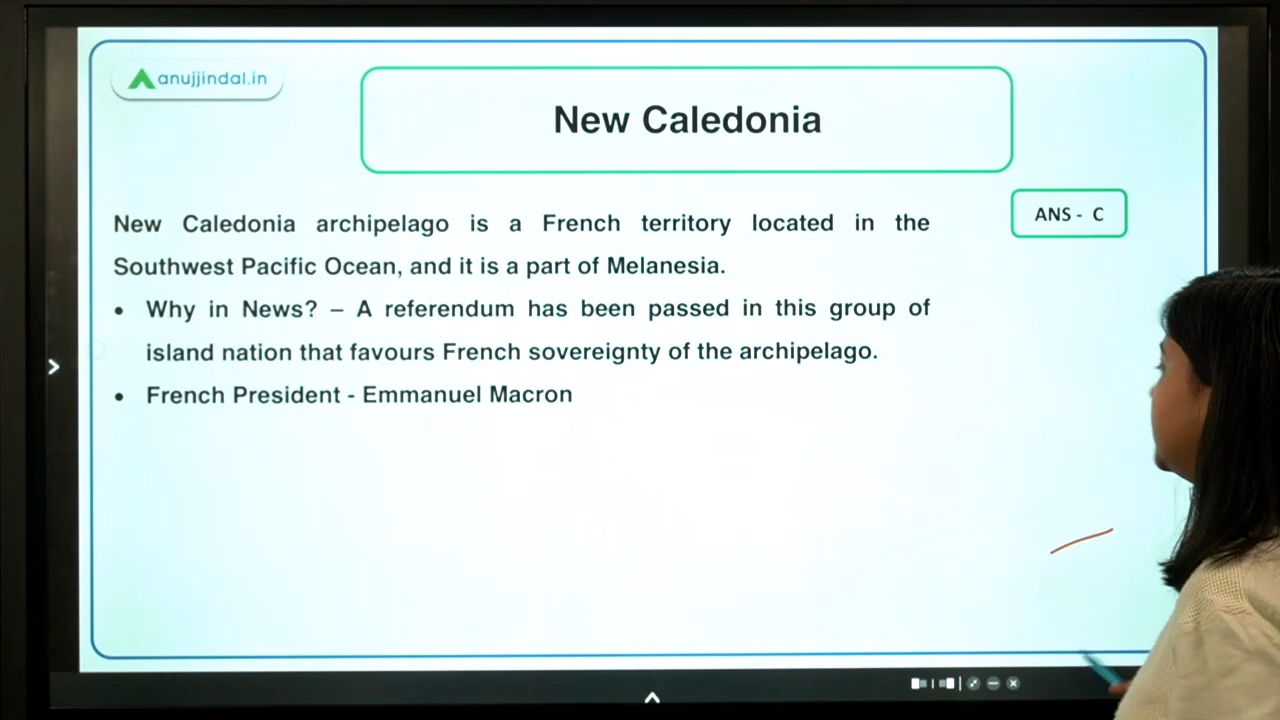 anujjindal.in
New Caledonia
ANS - C
New Caledonia archipelago is a French territory located in the
Southwest Pacific Ocean, and it is a part of Melanesia.
• Why in News? – A referendum has been passed in this group of
island nation that favours French sovereignty of the archipelago.
• French President - Emmanuel Macron